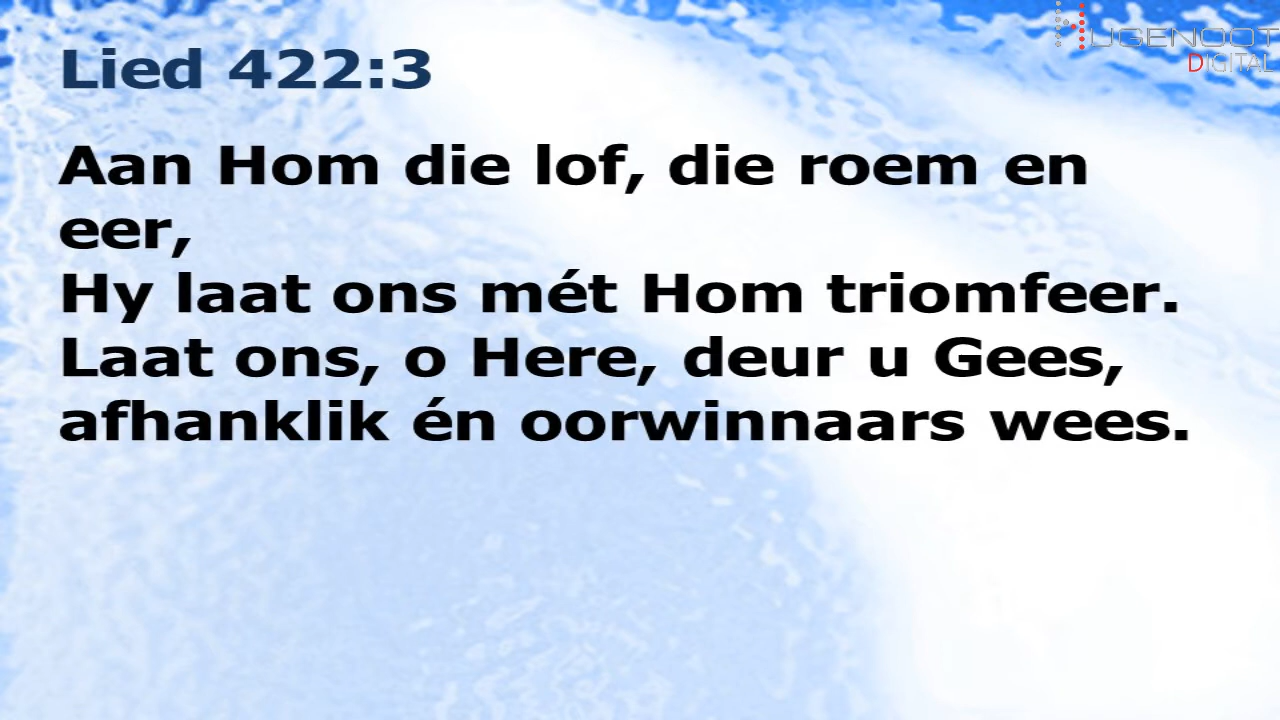 HUGENOOT
DIGITAL
Lied 422:3
Aan Hom die lof, die roem en
eer,
Hy laat ons mét Hom triomfeer.
Laat ons, o Here, deur u Gees,
afhanklik én oorwinnaars wees.